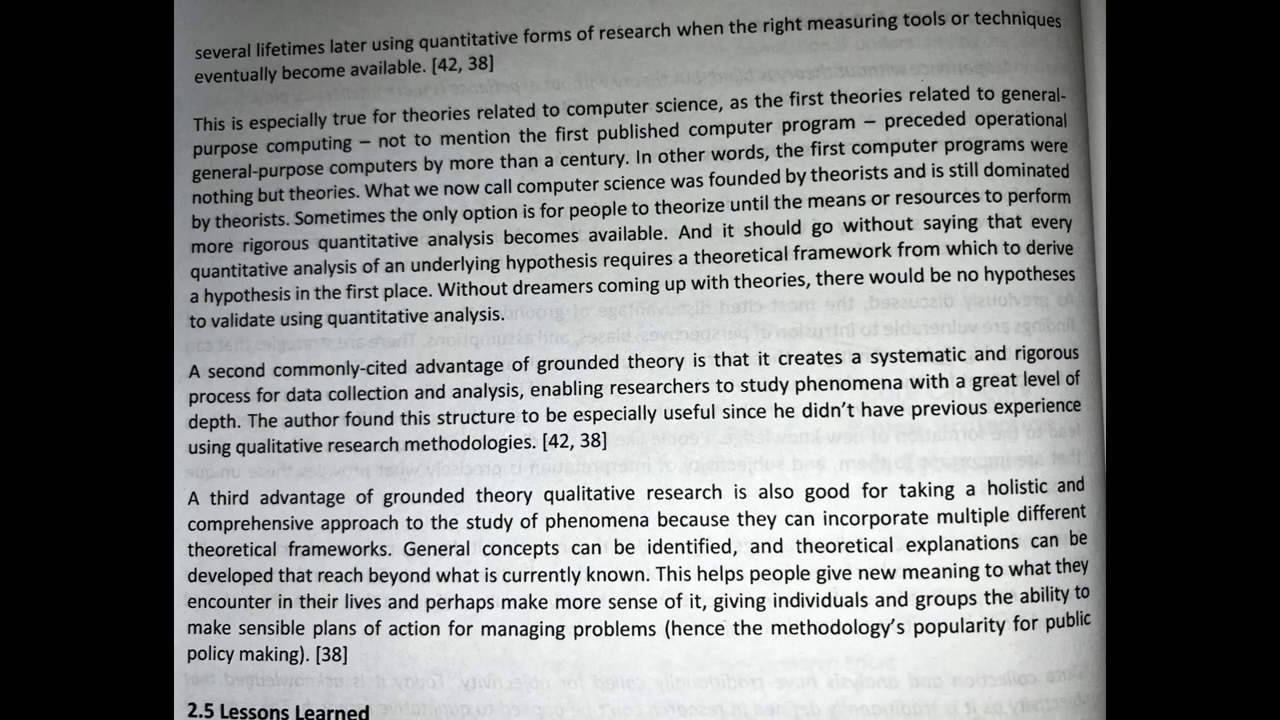 several lifetimes later using quantitative forms of research when the right measuring tools or techniques
eventually become available. [42, 38]
This is especially true for theories related to computer science, as the first theories related to general-
purpose computing – not to mention the first published computer program – preceded operational
general-purpose computers by more than a century. In other words, the first computer programs were
nothing but theories. What we now call computer science was founded by theorists and is still dominated
by theorists. Sometimes the only option is for people to theorize until the means or resources to perform
more rigorous quantitative analysis becomes available. And it should go without saying that every
quantitative analysis of an underlying hypothesis requires a theoretical framework from which to derive
a hypothesis in the first place. Without dreamers coming up with theories, there would be no hypotheses
to validate using quantitative analysis.
A second commonly-cited advantage of grounded theory is that it creates a systematic and rigorous
process for data collection and analysis, enabling researchers to study phenomena with a great level of
depth. The author found this structure to be especially useful since he didn't have previous experience
using qualitative research methodologies. [42, 38]
A third advantage of grounded theory qualitative research is also good for taking a holistic and
comprehensive approach to the study of phenomena because they can incorporate multiple different
theoretical frameworks. General concepts can be identified, and theoretical explanations can be
developed that reach beyond what is currently known. This helps people give new meaning to what they
encounter in their lives and perhaps make more sense of it, giving individuals and groups the ability to
make sensible plans of action for managing problems (hence the methodology's popularity for public
policy making). [38]
2.5 Lessons Learned